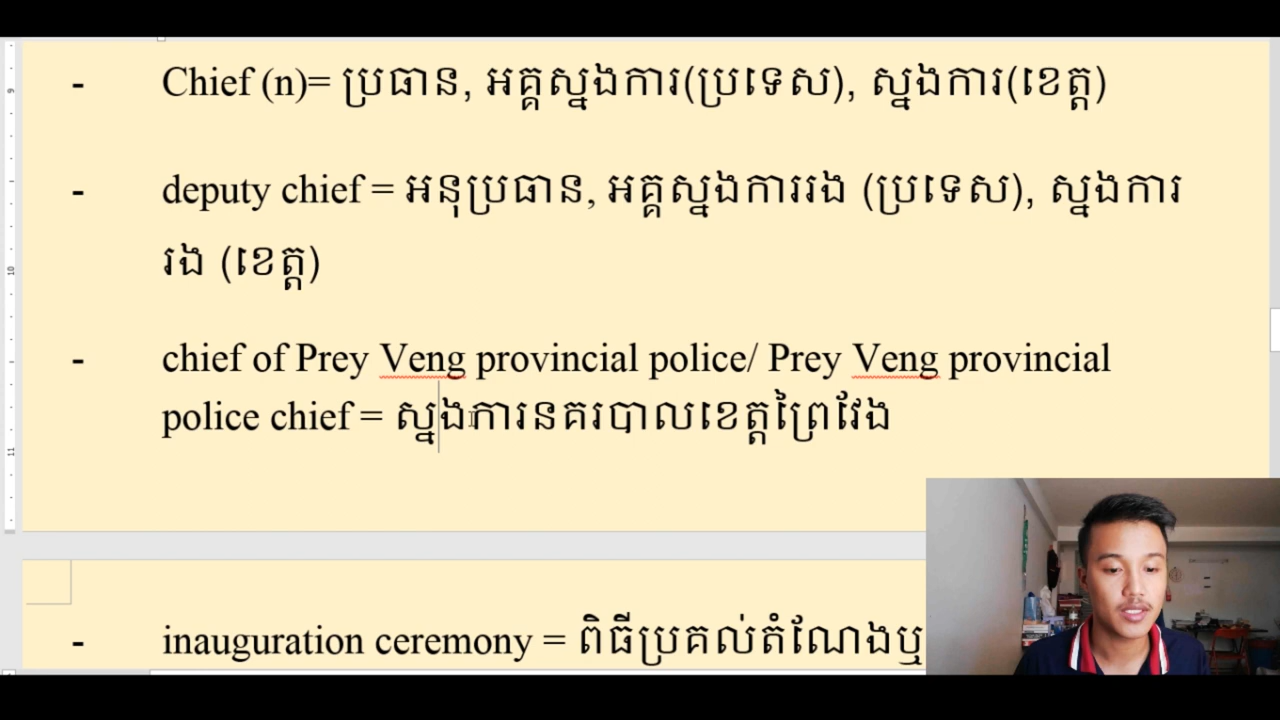 - Chief (n)= ប្រធាន, អគ្គស្នងការ(ប្រទេស), ស្នងការ(ខេត្ត)
- deputy chief = អនុប្រធាន, អគ្គស្នងការរង (ប្រទេស), ស្នងការ
រង (ខេត្ត)
- chief of Prey Veng provincial police/ Prey Veng provincial
police chief = ស្នងការនគរបាលខេត្តព្រៃវែង
- inauguration ceremony = ពិធីប្រគល់តំណែងឬ
9
10
11